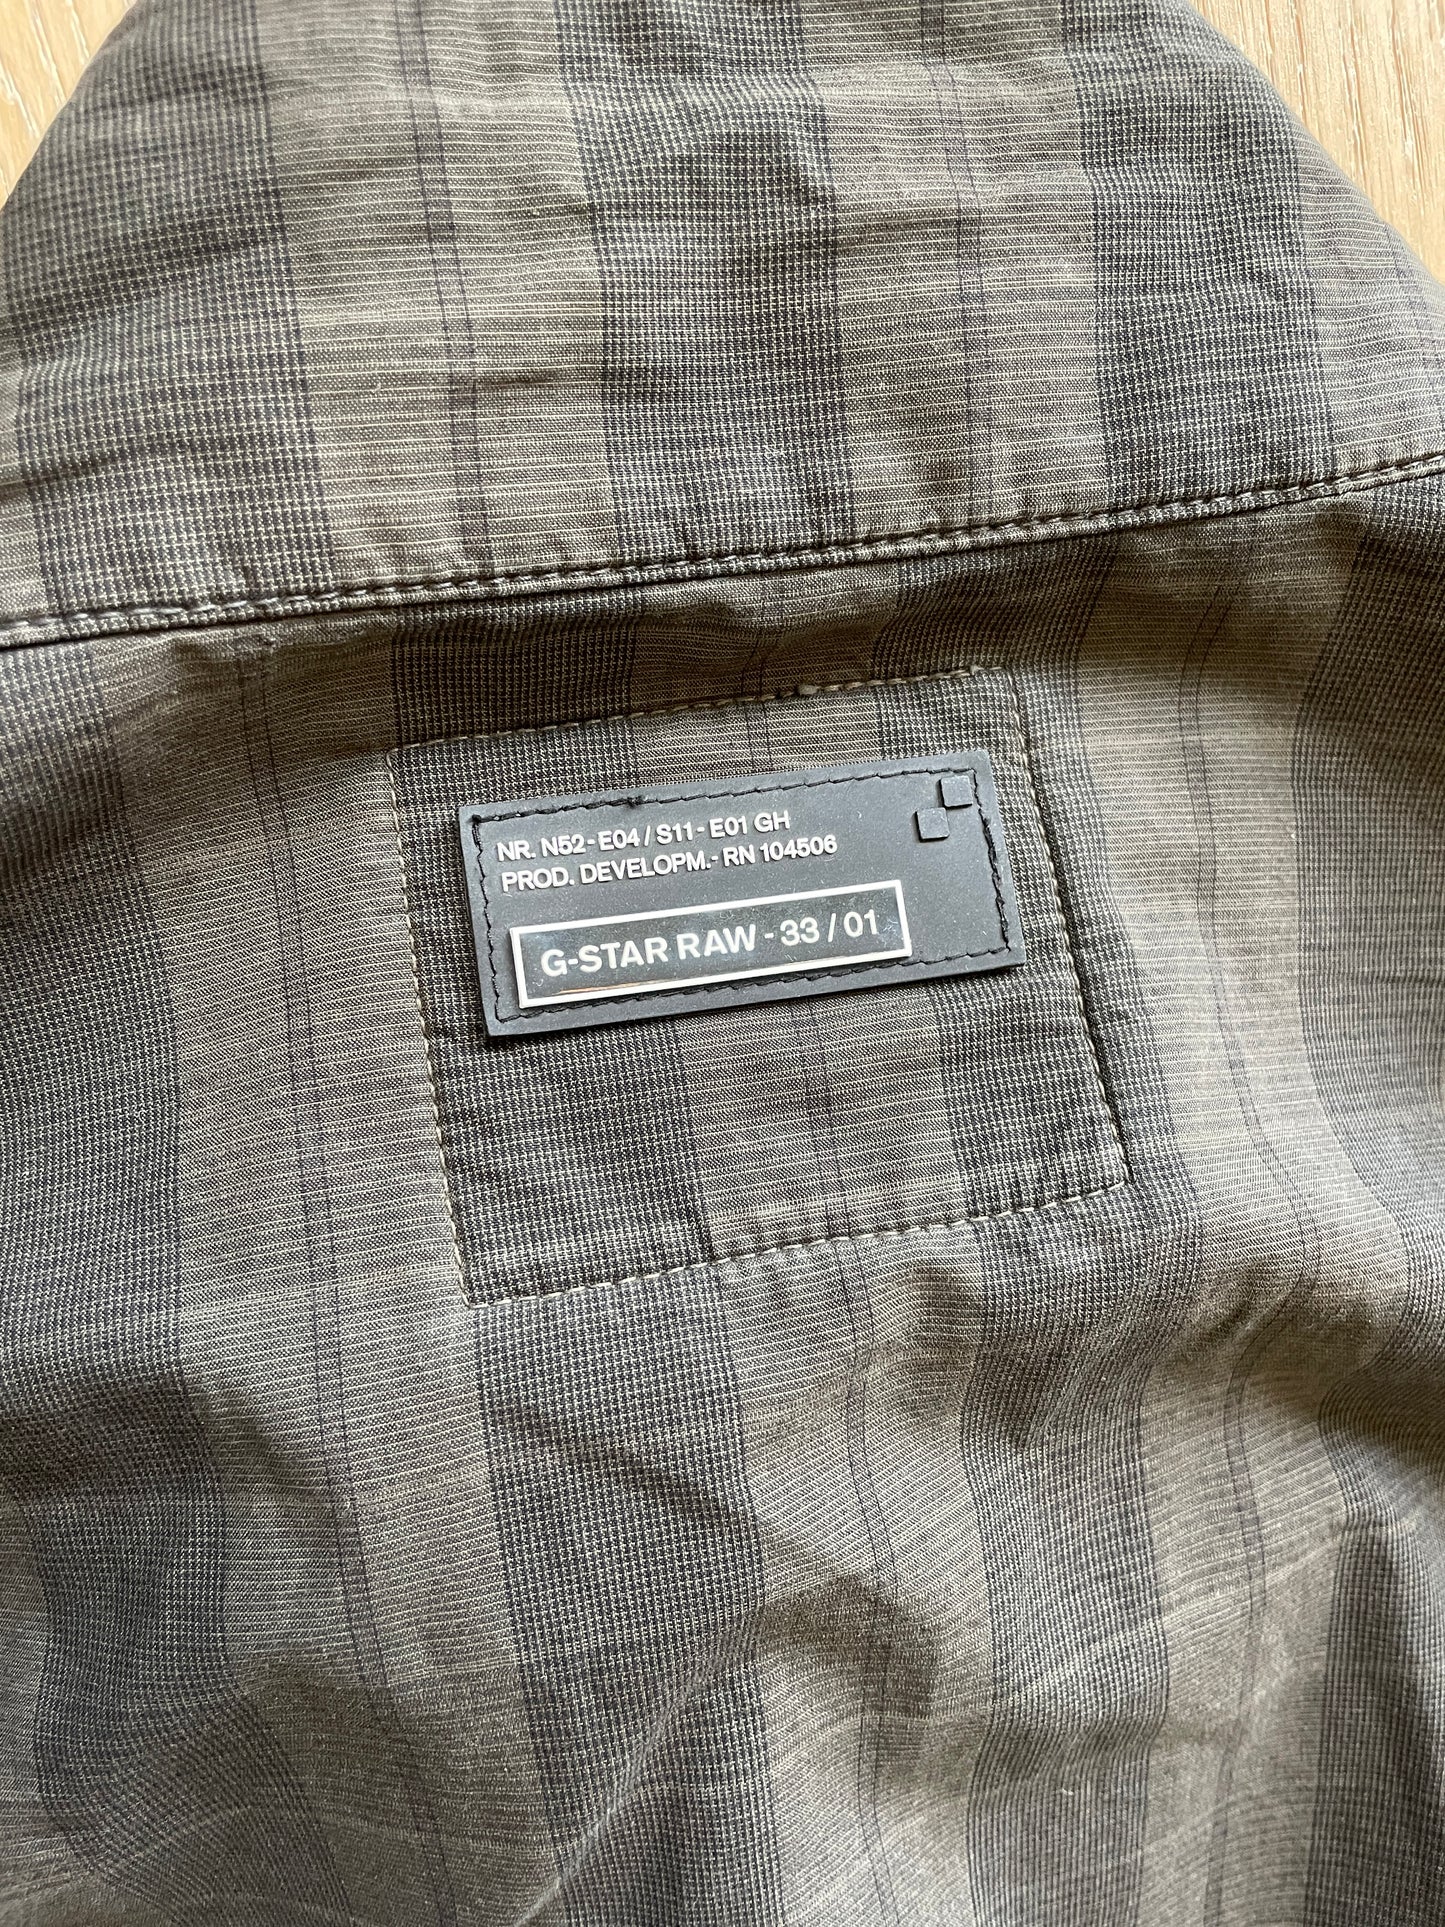 NR. N52-E04 / S11-E01 GH
PROD. DEVELOPM.- RN 104506
G-STAR RAW - 33 / 01